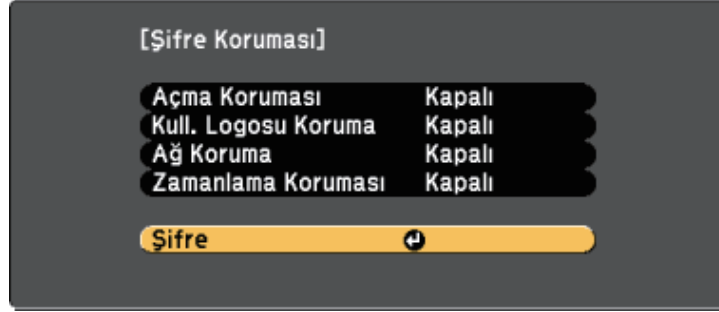 [Şifre Koruması]
Açma Koruması Kapalı
Kull. Logosu Koruma Kapalı
Ağ Koruma Kapalı
Zamanlama Koruması Kapalı
Şifre